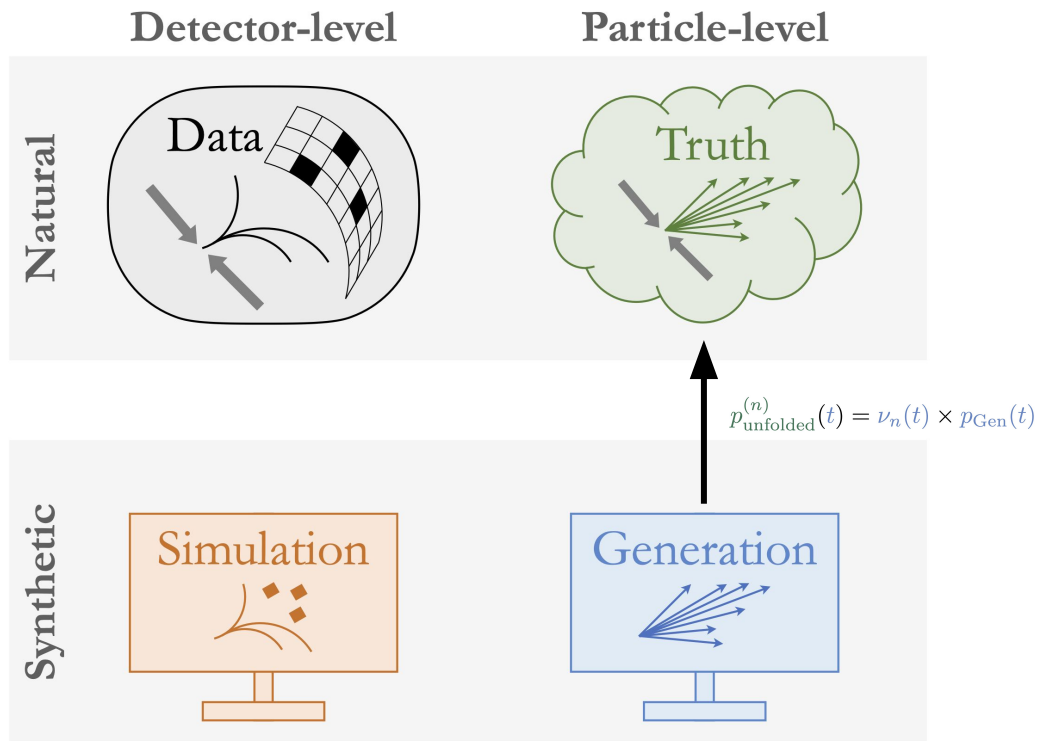 Detector-level Particle-level
Natural
Data
Truth
p_unfolded^(n)(t) = ν_n(t) × p_Gen(t)
Synthetic
Simulation
Generation